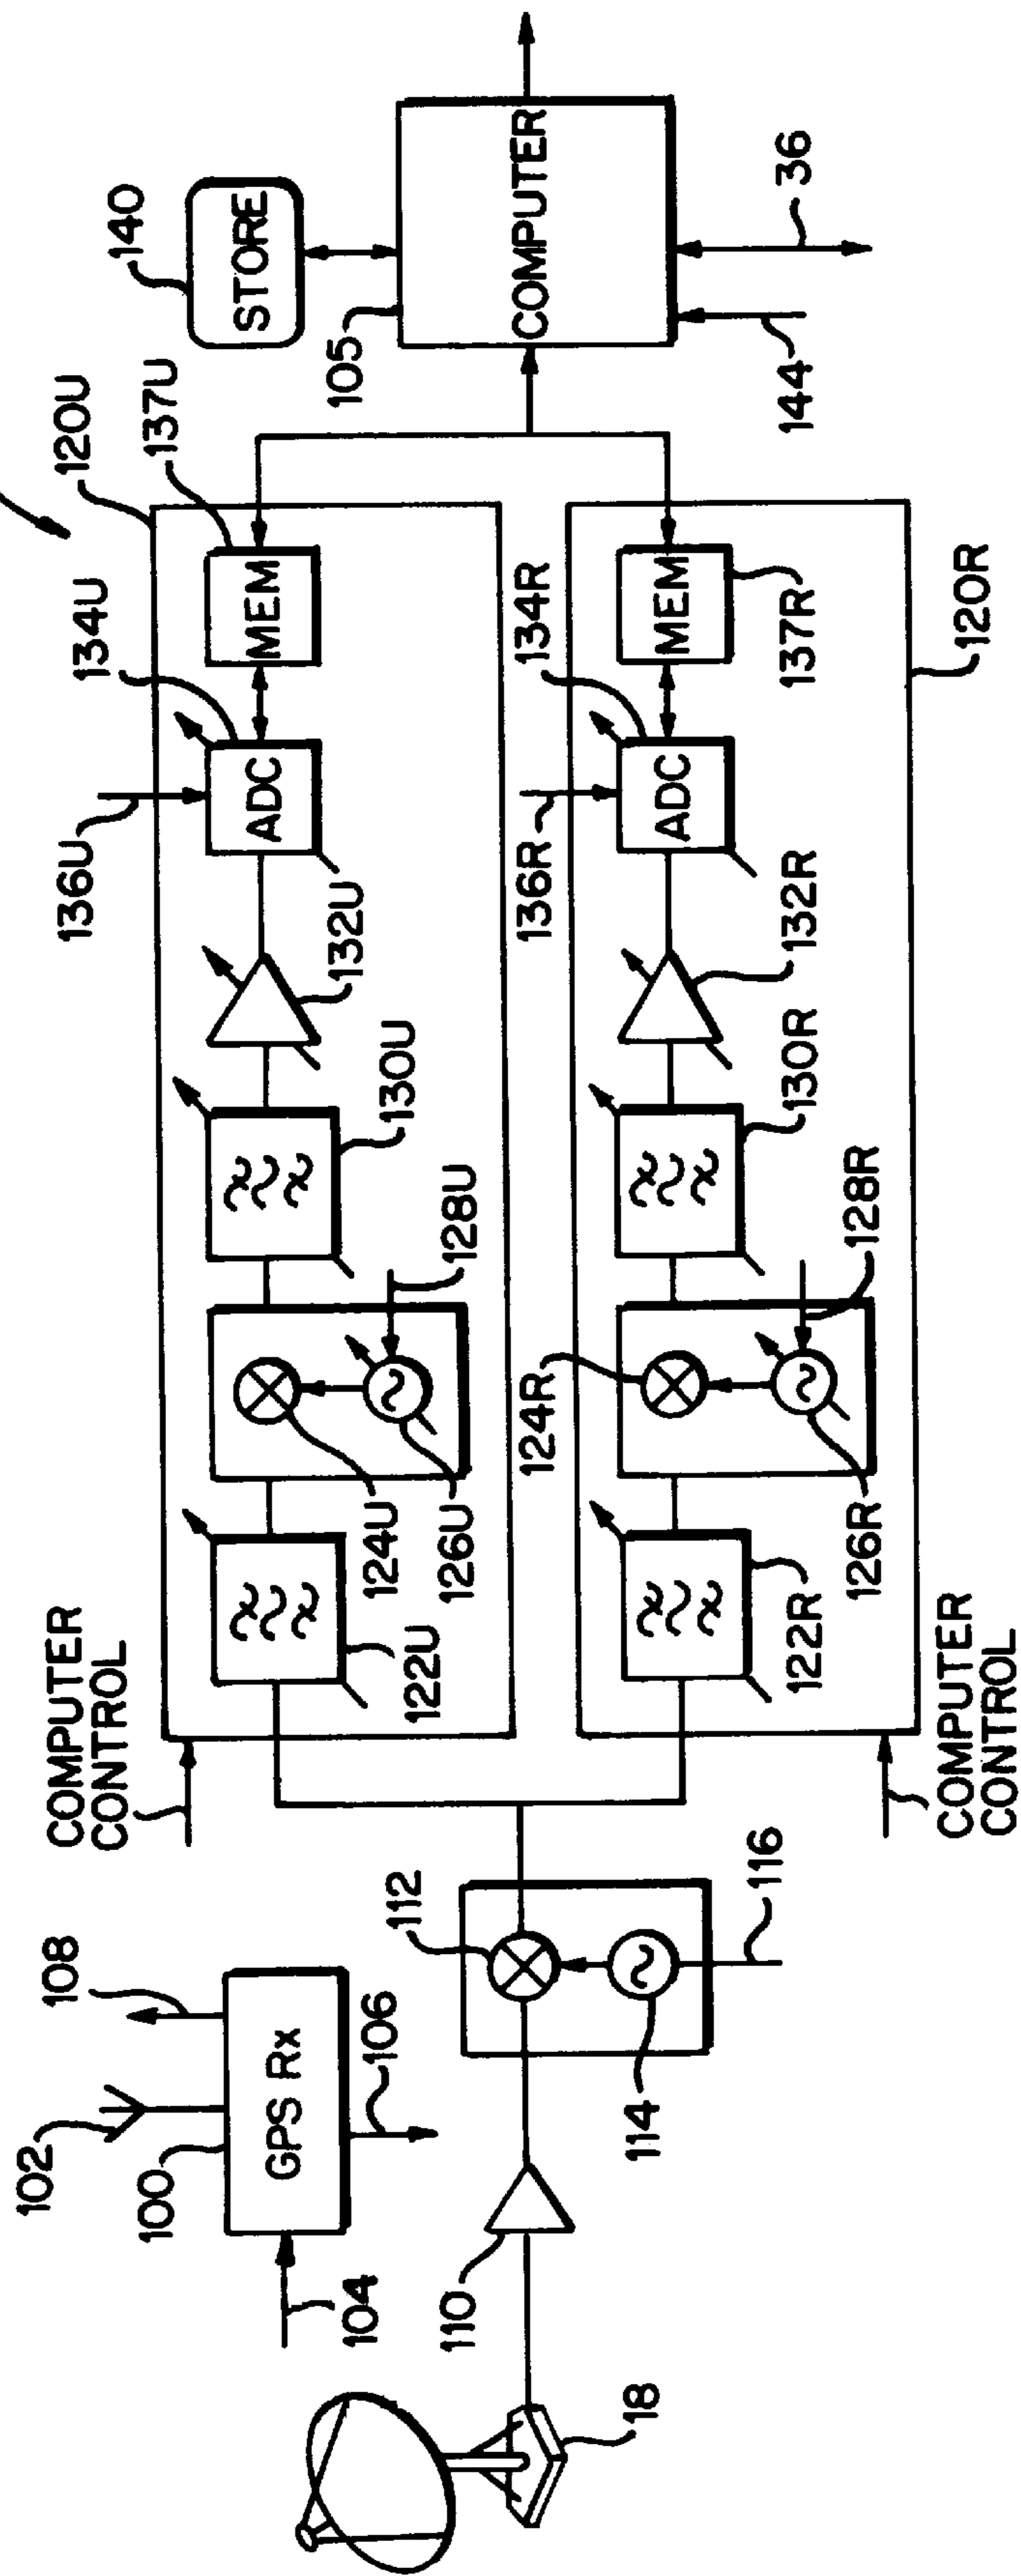 140
STORE
105
COMPUTER
36
144
120U
137U
134U
136U
MEM
ADC
132U
130U
128U
124U
126U
122U
COMPUTER
CONTROL
134R
136R
MEM
ADC
137R
120R
132R
130R
128R
124R
126R
122R
COMPUTER
CONTROL
108
102
100
GPS Rx
106
104
112
116
114
110
18